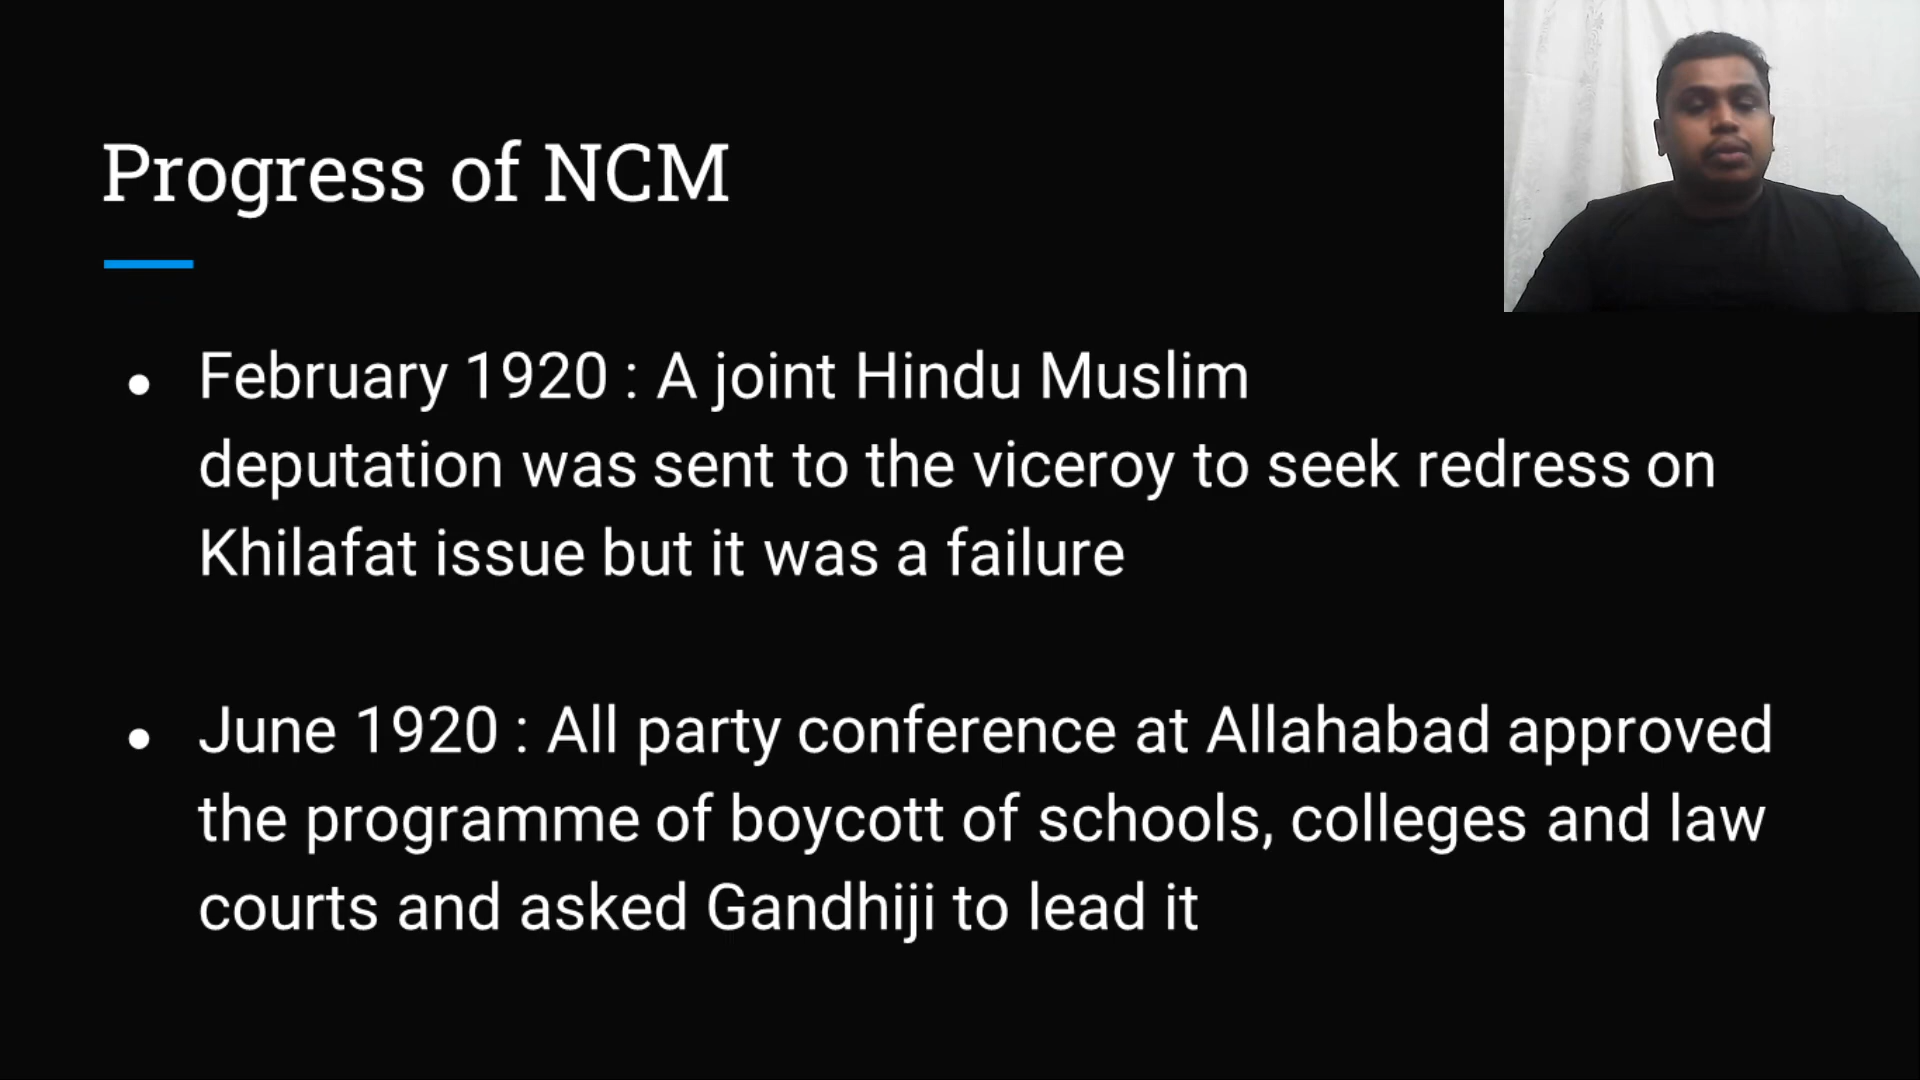 Progress of NCM
● February 1920 : A joint Hindu Muslim
deputation was sent to the viceroy to seek redress on
Khilafat issue but it was a failure
● June 1920 : All party conference at Allahabad approved
the programme of boycott of schools, colleges and law
courts and asked Gandhiji to lead it